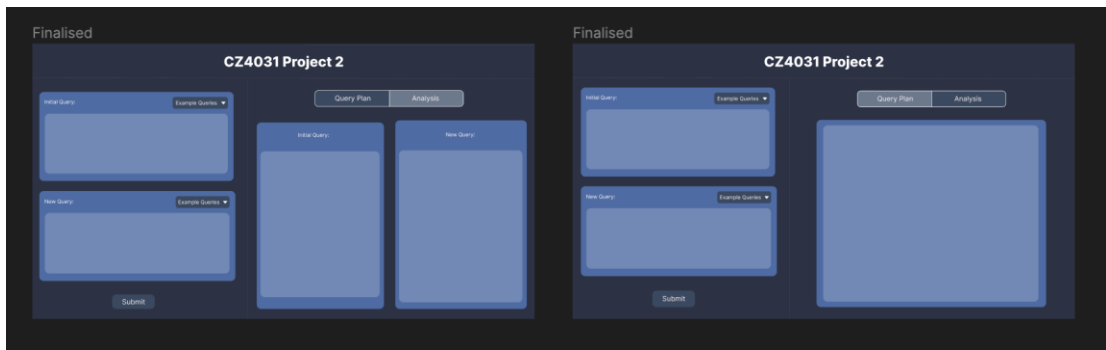 Finalised
CZ4031 Project 2
Initial Query:
Example Queries
New Query:
Example Queries
Submit
Query Plan
Analysis
Initial Query:
New Query:
Finalised
CZ4031 Project 2
Initial Query:
Example Queries
New Query:
Example Queries
Submit
Query Plan
Analysis